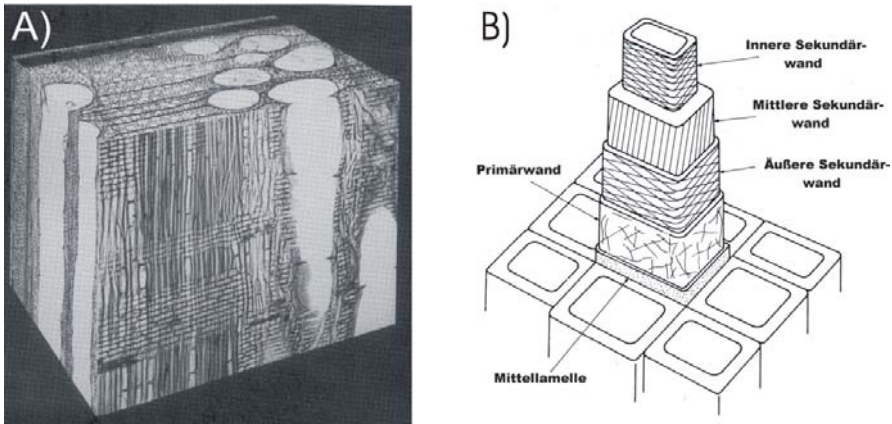 A)
B)
Innere Sekundär-
wand
Mittlere Sekundär-
wand
Äußere Sekundär-
wand
Primärwand
Mittellamelle